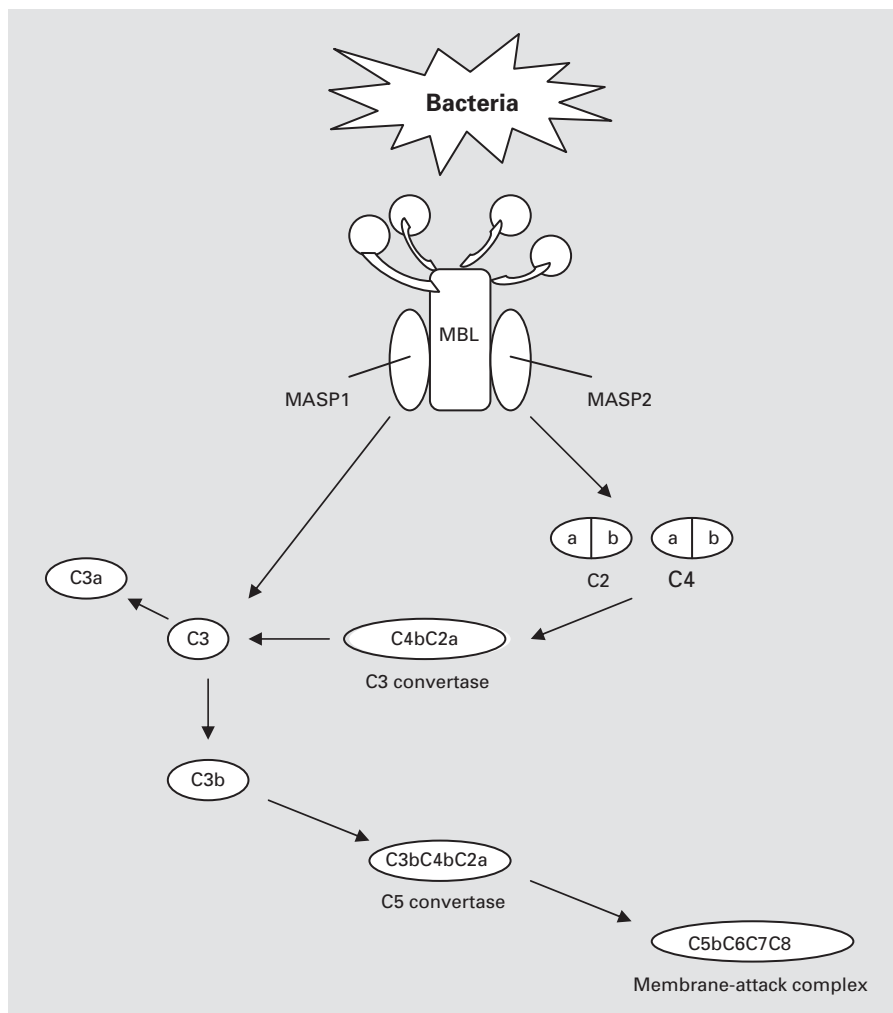 Bacteria
MBL
MASP1
MASP2
a b
a b
C2
C4
C3a
C3
C4bC2a
C3 convertase
C3b
C3bC4bC2a
C5 convertase
C5bC6C7C8
Membrane-attack complex